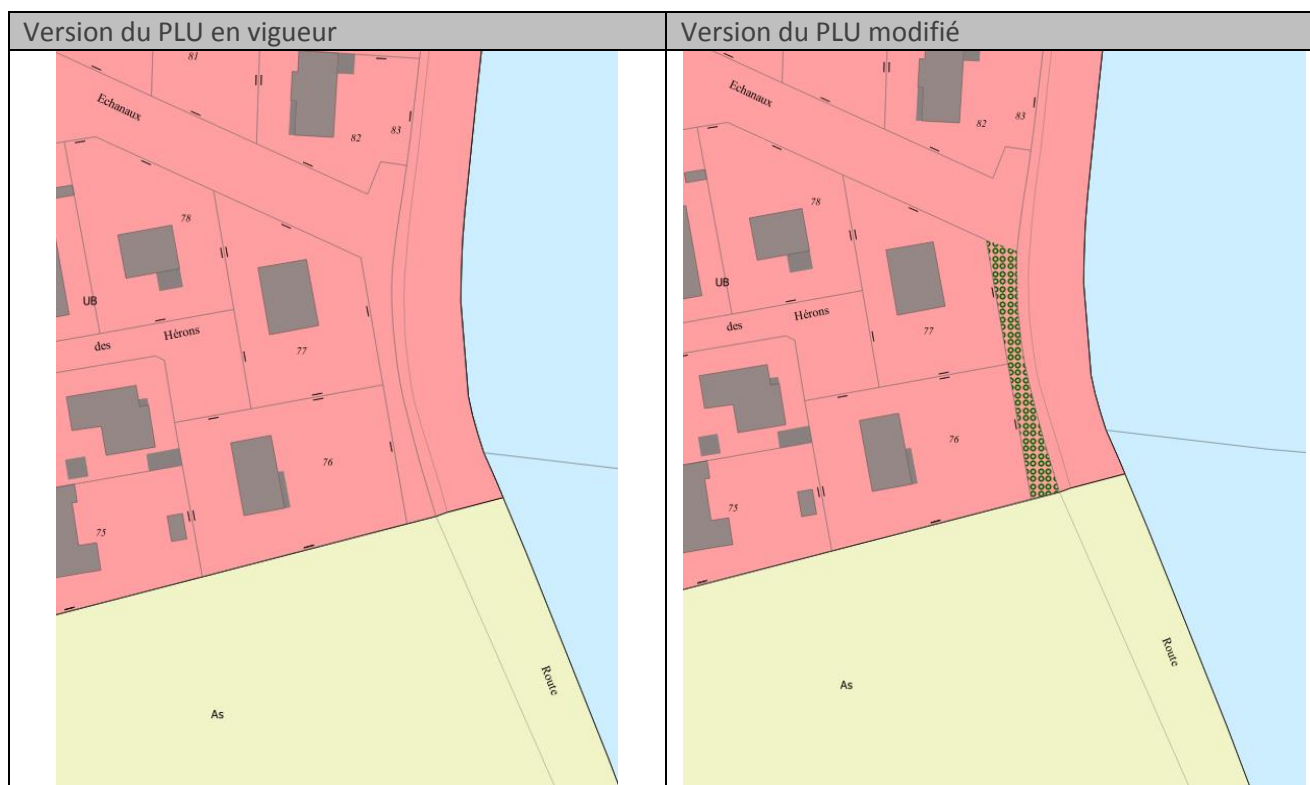 Version du PLU en vigueur
Version du PLU modifié
81
Echanaux
82
83
78
UB
des
Hérons
77
76
75
As
Route
Echanaux
82
83
78
UB
des
Hérons
77
76
75
As
Route